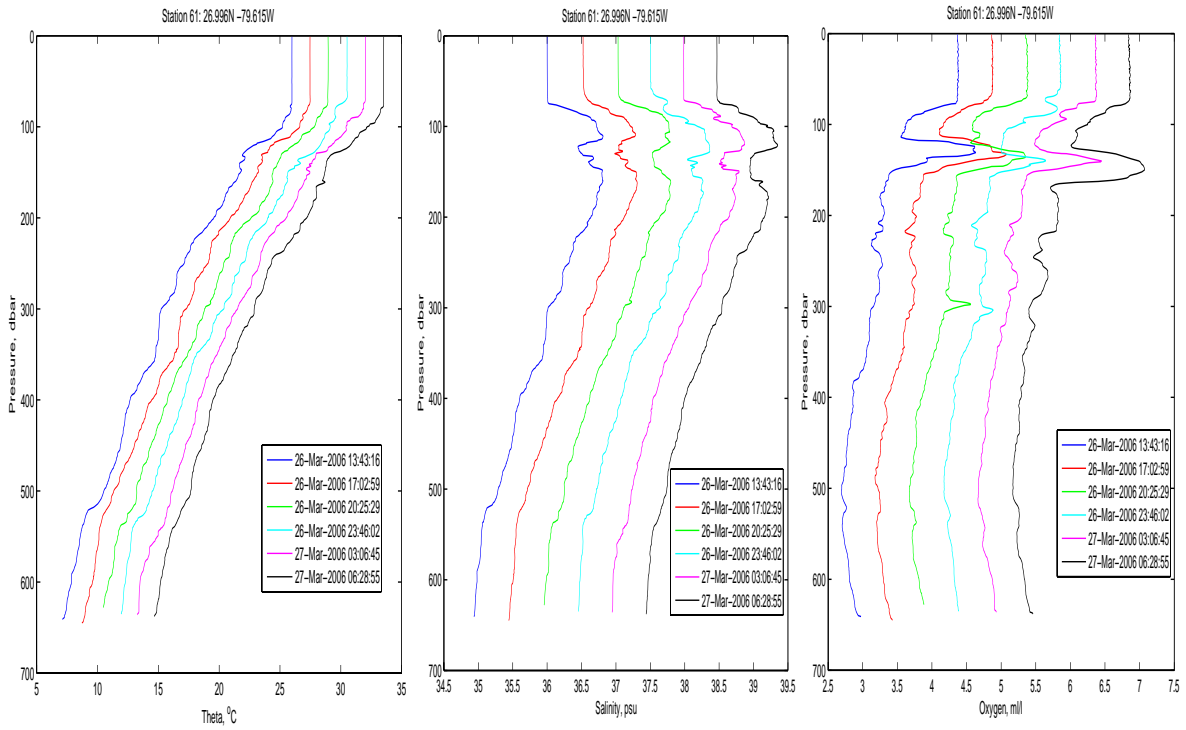 Station 61: 26.996N −79.615W
0
100
200
300
400
500
600
700
Pressure, dbar
5
10
15
20
25
30
35
Theta, ⁰C
26−Mar−2006 13:43:16
26−Mar−2006 17:02:59
26−Mar−2006 20:25:29
26−Mar−2006 23:46:02
27−Mar−2006 03:06:45
27−Mar−2006 06:28:55
Station 61: 26.996N −79.615W
0
100
200
300
400
500
600
700
Pressure, dbar
34.5
35
35.5
36
36.5
37
37.5
38
38.5
39
39.5
Salinity, psu
26−Mar−2006 13:43:16
26−Mar−2006 17:02:59
26−Mar−2006 20:25:29
26−Mar−2006 23:46:02
27−Mar−2006 03:06:45
27−Mar−2006 06:28:55
Station 61: 26.996N −79.615W
0
100
200
300
400
500
600
700
Pressure, dbar
2.5
3
3.5
4
4.5
5
5.5
6
6.5
7
7.5
Oxygen, ml/l
26−Mar−2006 13:43:16
26−Mar−2006 17:02:59
26−Mar−2006 20:25:29
26−Mar−2006 23:46:02
27−Mar−2006 03:06:45
27−Mar−2006 06:28:55